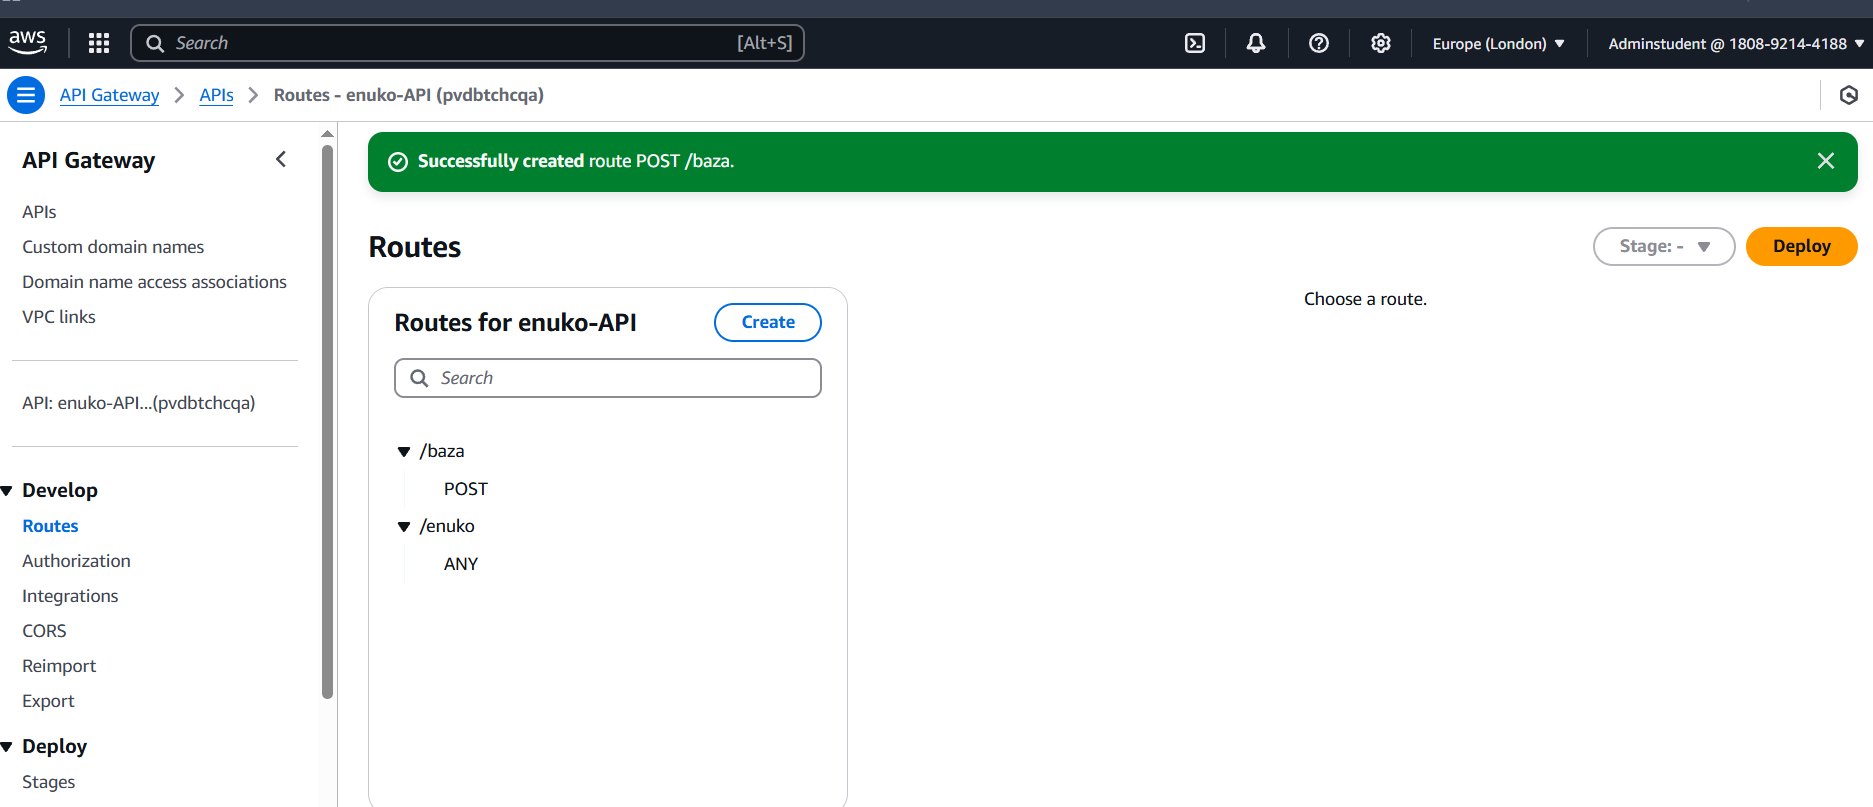 aws
Search
[Alt+S]
Europe (London)
Adminstudent @ 1808-9214-4188
API Gateway
APIs
Routes - enuko-API (pvdbtchcqa)
API Gateway
APIs
Custom domain names
Domain name access associations
VPC links
API: enuko-API...(pvdbtchcqa)
Develop
Routes
Authorization
Integrations
CORS
Reimport
Export
Deploy
Stages
Successfully created route POST /baza.
Routes
Stage: -
Deploy
Routes for enuko-API
Create
Search
/baza
POST
/enuko
ANY
Choose a route.